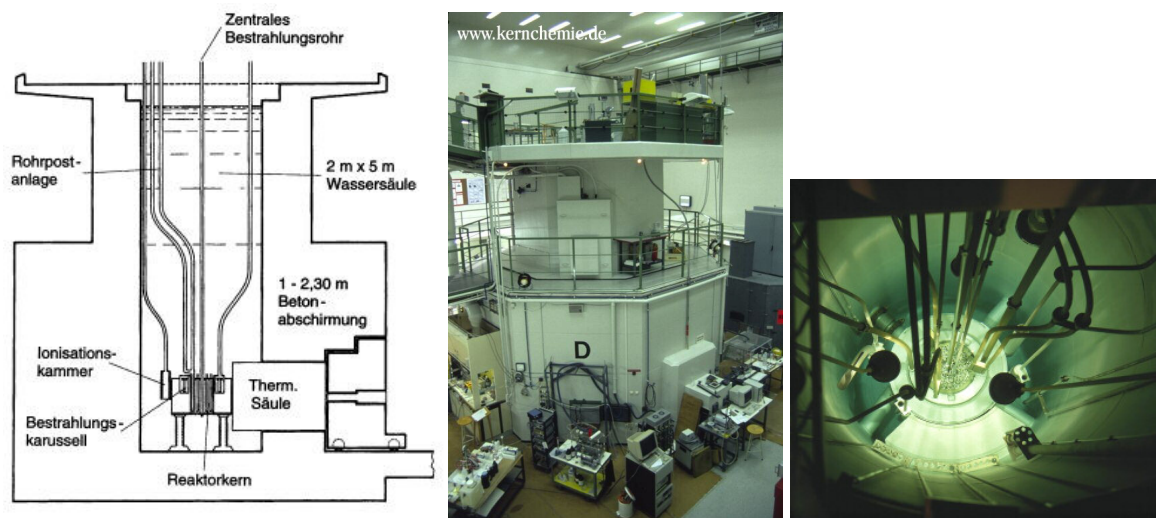 Zentrales
Bestrahlungsrohr
Rohrpost-
anlage
2 m x 5 m
Wassersäule
1 - 2,30 m
Beton-
abschirmung
Ionisations-
kammer
Therm.
Säule
Bestrahlungs-
karussell
Reaktorkern
www.kernchemie.de
D